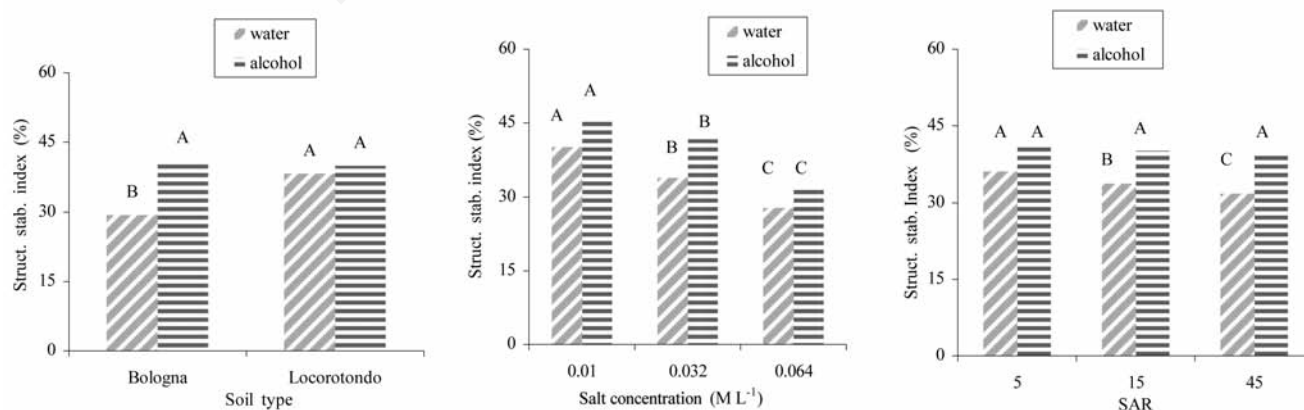 water
alcohol
60
45
30
15
0
Struct. stab. index (%)
A
B
A
A
Bologna
Locorotondo
Soil type
water
alcohol
60
45
30
15
0
Struct. stab. index (%)
A
A
B
B
C
C
0.01
0.032
0.064
Salt concentration (M L⁻¹)
water
alcohol
60
45
30
15
0
Struct. stab. Index (%)
A
A
B
A
C
A
5
15
45
SAR